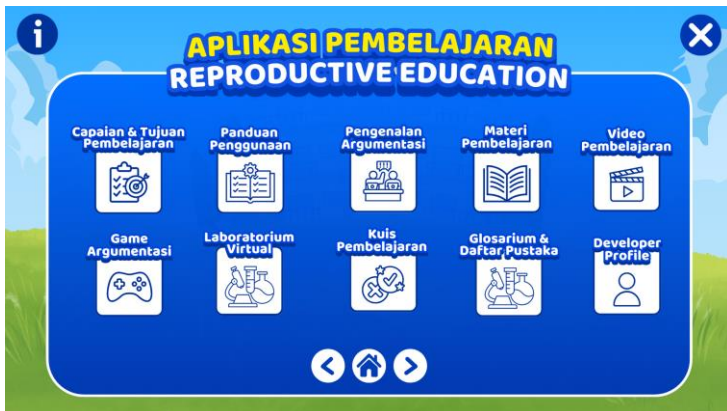 i
APLIKASI PEMBELAJARAN
REPRODUCTIVE EDUCATION
Capaian & Tujuan
Pembelajaran
Panduan
Penggunaan
Pengenalan
Argumentasi
Materi
Pembelajaran
Video
Pembelajaran
Game
Argumentasi
Laboratorium
Virtual
Kuis
Pembelajaran
Glosarium &
Daftar Pustaka
Developer
Profile